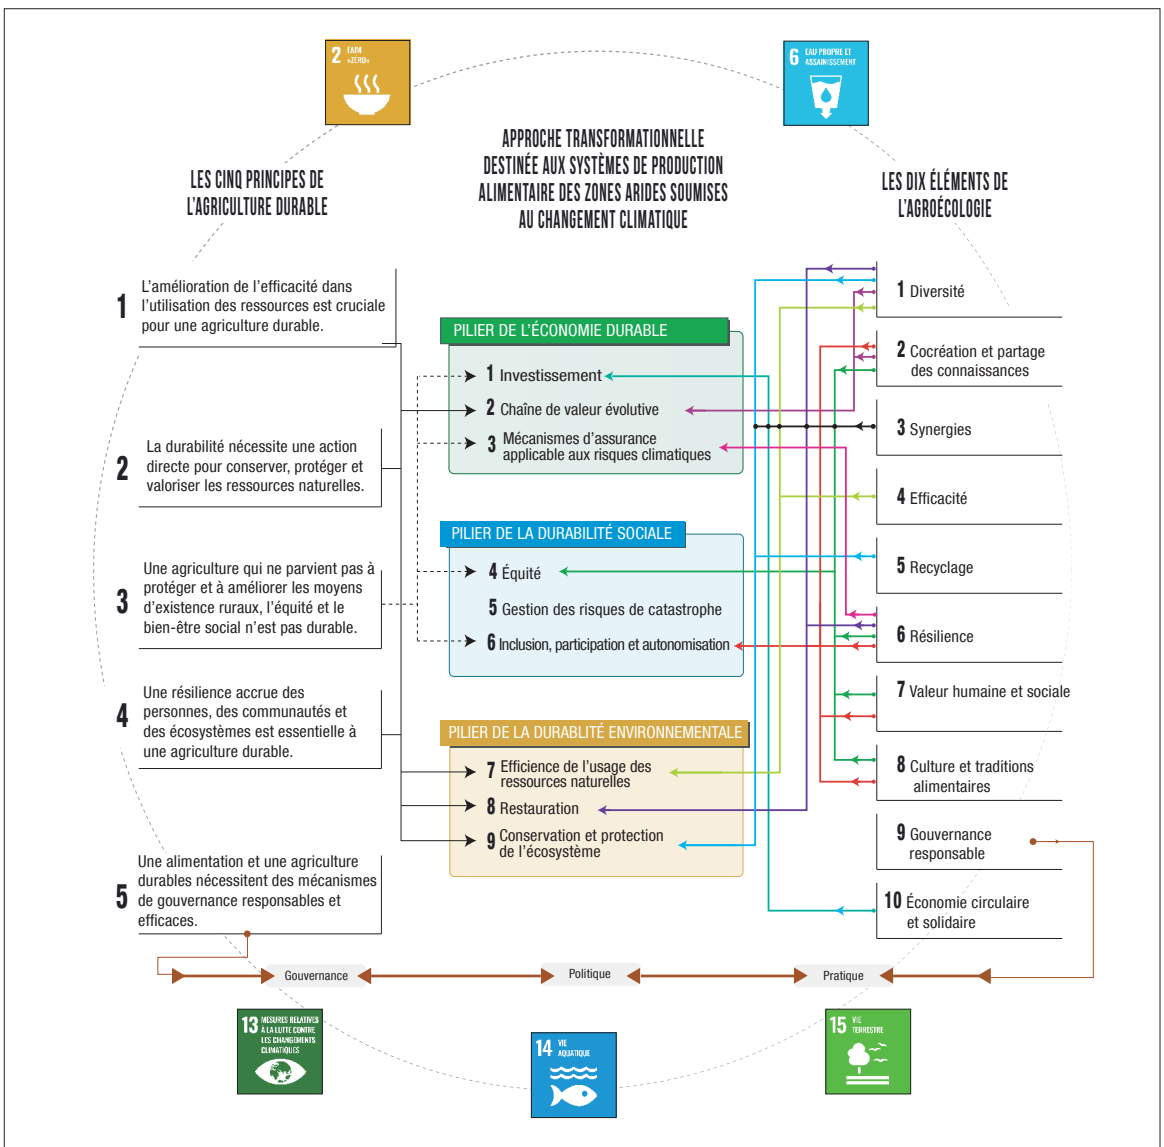 2 FAIM
«ZÉRO»
6 EAU PROPRE ET
ASSAINISSEMENT
APPROCHE TRANSFORMATIONNELLE
DESTINÉE AUX SYSTÈMES DE PRODUCTION
ALIMENTAIRE DES ZONES ARIDES SOUMISES
AU CHANGEMENT CLIMATIQUE
LES CINQ PRINCIPES DE
L'AGRICULTURE DURABLE
1
L'amélioration de l'efficacité dans
l'utilisation des ressources est cruciale
pour une agriculture durable.
2
La durabilité nécessite une action
directe pour conserver, protéger et
valoriser les ressources naturelles.
3
Une agriculture qui ne parvient pas à
protéger et à améliorer les moyens
d'existence ruraux, l'équité et le
bien-être social n'est pas durable.
4
Une résilience accrue des
personnes, des communautés et
des écosystèmes est essentielle à
une agriculture durable.
5
Une alimentation et une agriculture
durables nécessitent des mécanismes
de gouvernance responsables et
efficaces.
PILIER DE L'ÉCONOMIE DURABLE
1 Investissement
2 Chaîne de valeur évolutive
3 Mécanismes d'assurance
applicable aux risques climatiques
PILIER DE LA DURABILITÉ SOCIALE
4 Équité
5 Gestion des risques de catastrophe
6 Inclusion, participation et autonomisation
PILIER DE LA DURABLITÉ ENVIRONNEMENTALE
7 Efficience de l'usage des
ressources naturelles
8 Restauration
9 Conservation et protection
de l'écosystème
LES DIX ÉLÉMENTS DE
L'AGROÉCOLOGIE
1 Diversité
2 Cocréation et partage
des connaissances
3 Synergies
4 Efficacité
5 Recyclage
6 Résilience
7 Valeur humaine et sociale
8 Culture et traditions
alimentaires
9 Gouvernance
responsable
10 Économie circulaire
et solidaire
Gouvernance
Politique
Pratique
13 MESURES RELATIVES
À LA LUTTE CONTRE
LES CHANGEMENTS
CLIMATIQUES
14 VIE
AQUATIQUE
15 VIE
TERRESTRE